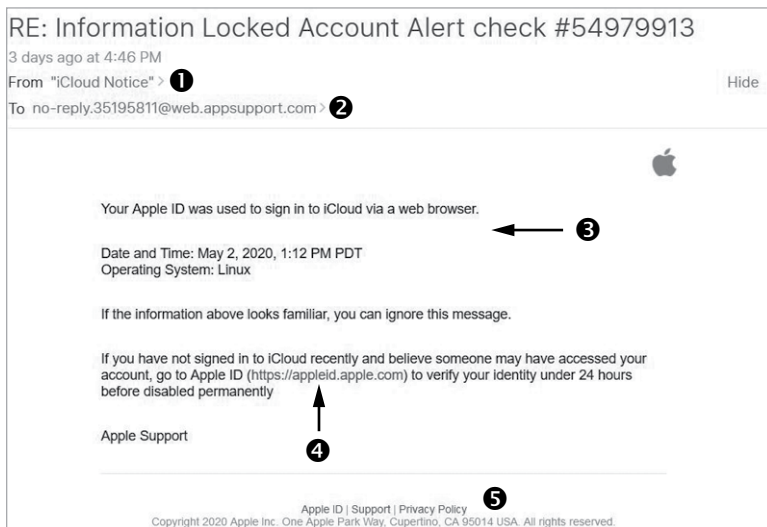 RE: Information Locked Account Alert check #54979913
3 days ago at 4:46 PM
From "iCloud Notice" > ❶ Hide
To no-reply.35195811@web.appsupport.com > ❷
Your Apple ID was used to sign in to iCloud via a web browser.
❸
Date and Time: May 2, 2020, 1:12 PM PDT
Operating System: Linux
If the information above looks familiar, you can ignore this message.
If you have not signed in to iCloud recently and believe someone may have accessed your
account, go to Apple ID (https://appleid.apple.com) to verify your identity under 24 hours
before disabled permanently
Apple Support
❹
❺
Apple ID | Support | Privacy Policy
Copyright 2020 Apple Inc. One Apple Park Way, Cupertino, CA 95014 USA. All rights reserved.